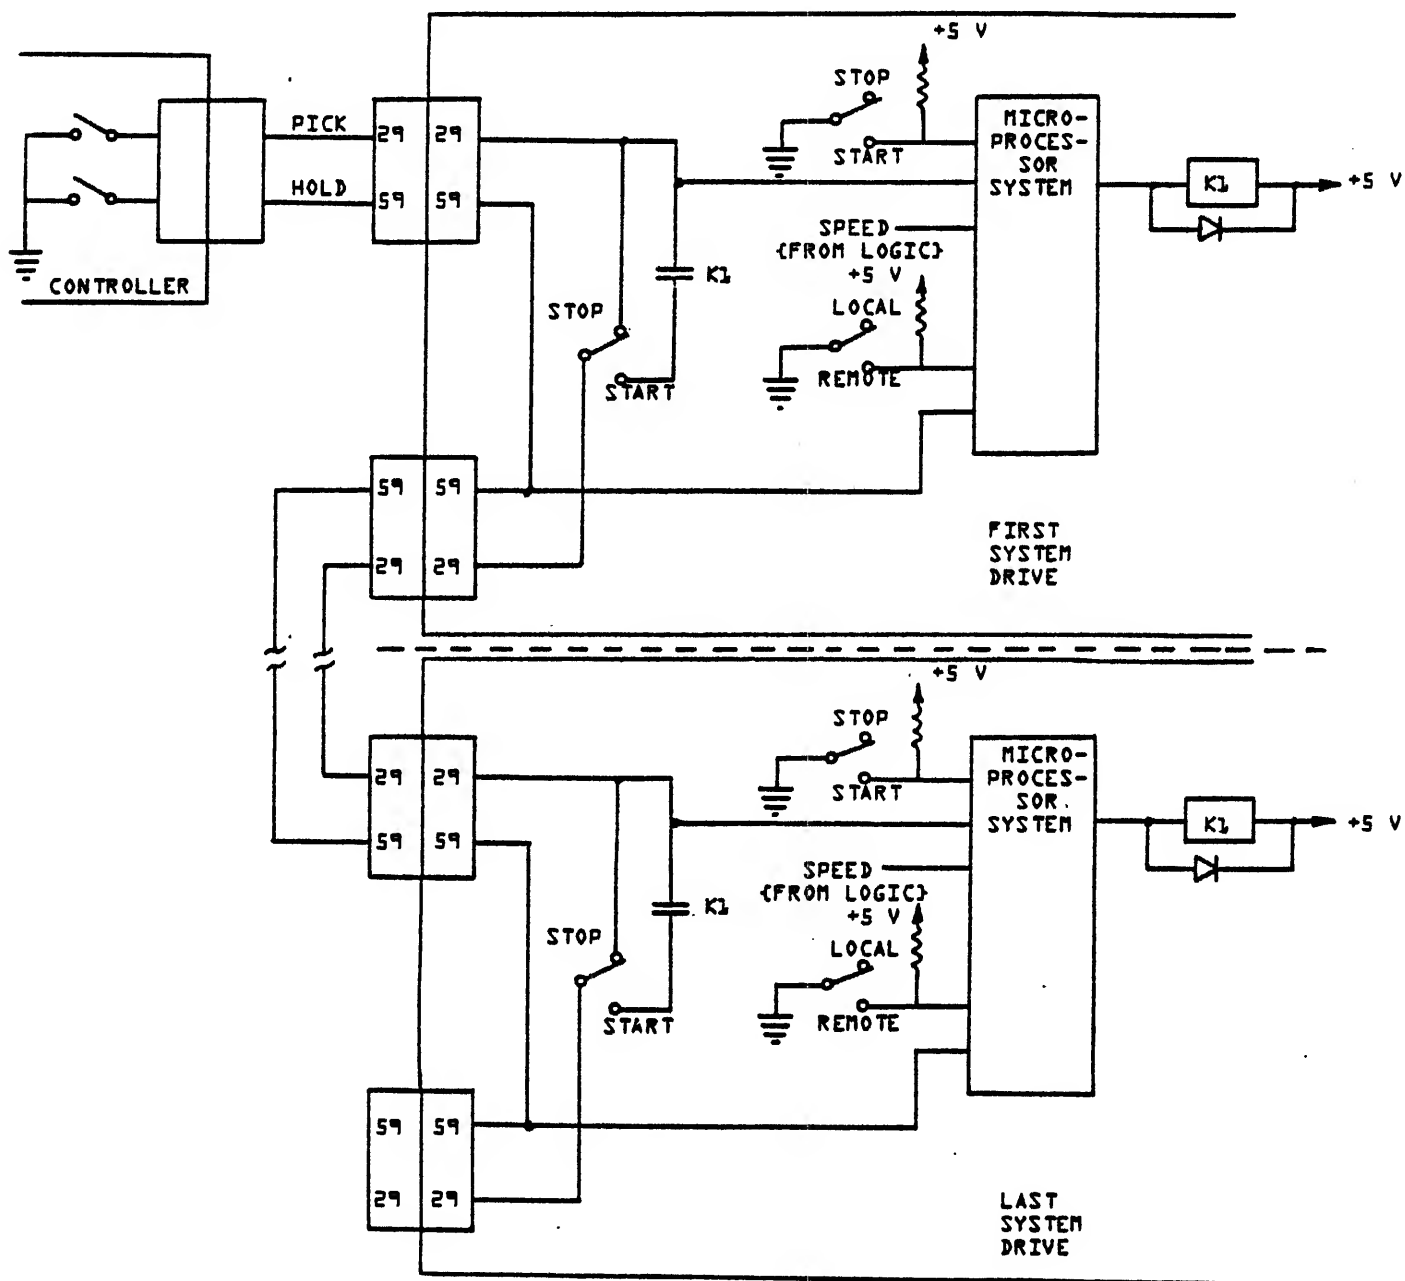 +5 V
STOP
START
MICRO-
PROCES-
SOR
SYSTEM
K1
+5 V
PICK
HOLD
29 29
59 59
CONTROLLER
SPEED
{FROM LOGIC}
+5 V
LOCAL
REMOTE
K1
STOP
START
59 59
29 29
FIRST
SYSTEM
DRIVE
+5 V
STOP
START
MICRO-
PROCES-
SOR.
SYSTEM
K1
+5 V
29 29
59 59
SPEED
{FROM LOGIC}
+5 V
LOCAL
REMOTE
K1
STOP
START
59 59
29 29
LAST
SYSTEM
DRIVE